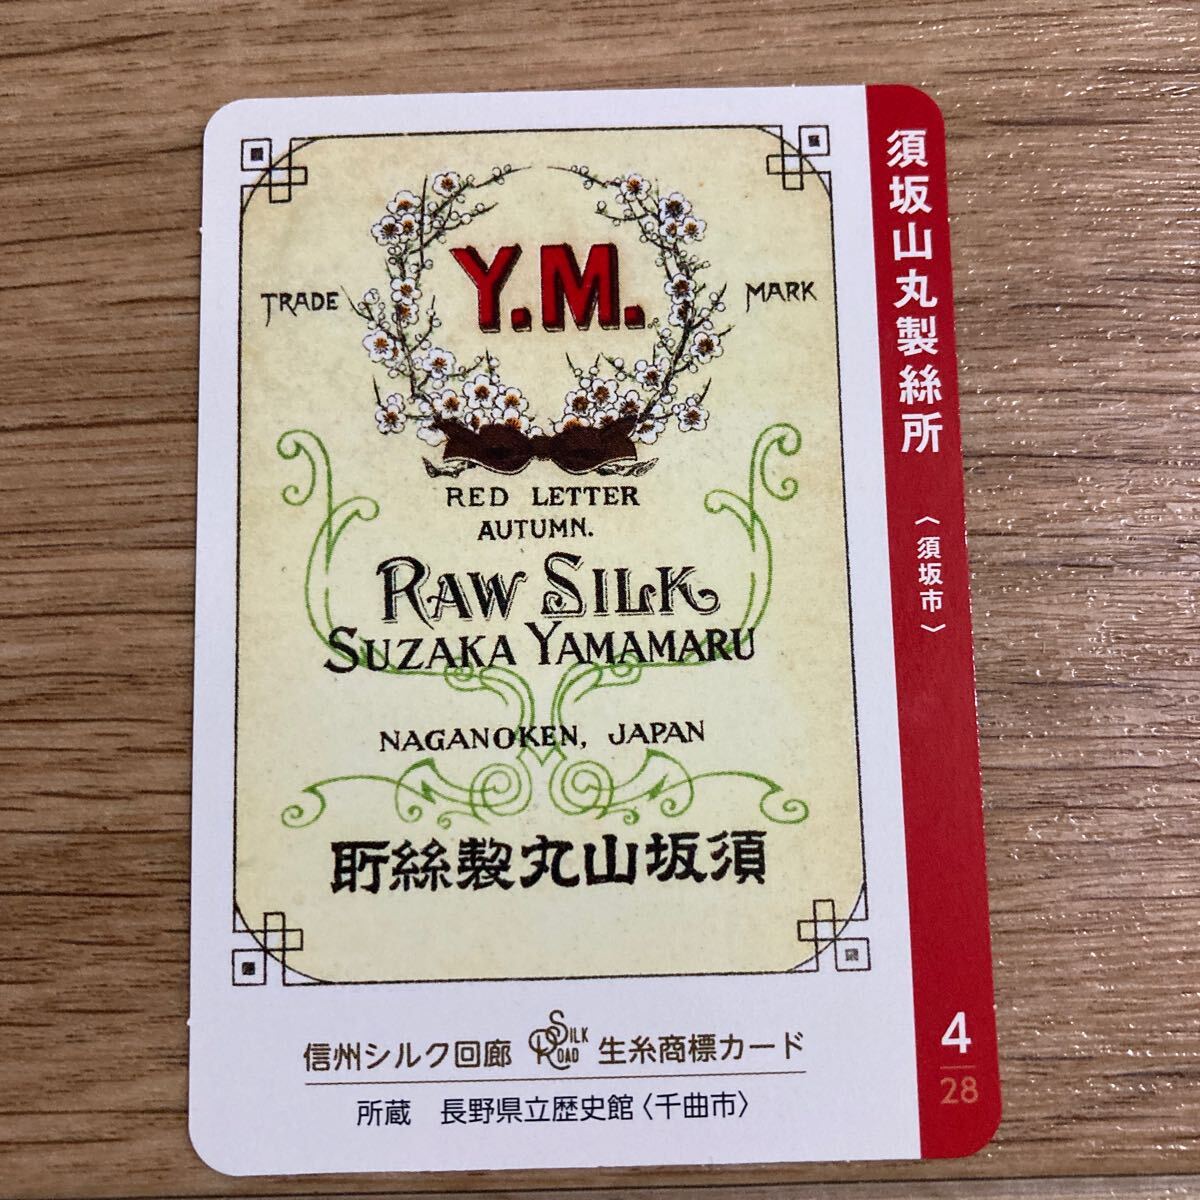 TRADE MARK
Y.M.
RED LETTER
AUTUMN.
RAW SILK
SUZAKA YAMAMARU
NAGANOKEN, JAPAN
須坂山丸製絲所
信州シルク回廊 SILK ROAD 生糸商標カード
所蔵 長野県立歴史館〈千曲市〉
須坂山丸製絲所
〈須坂市〉
4
28